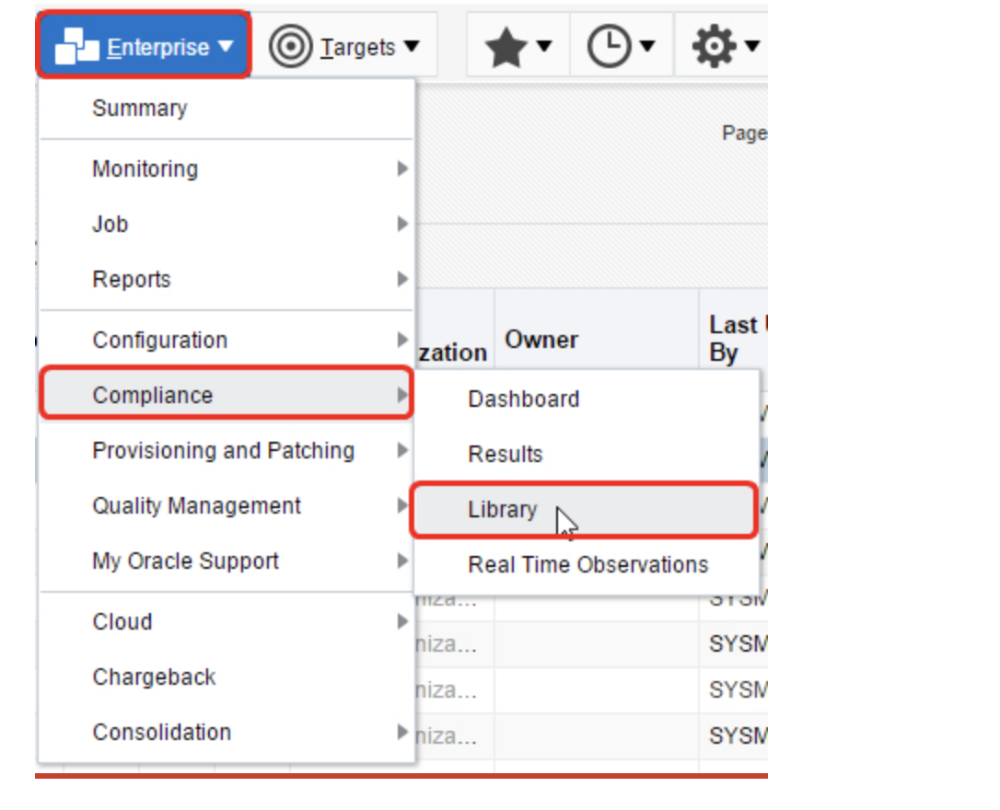 Enterprise Targets
Summary
Page
Monitoring
Job
Reports
Configuration
zation Owner
Last
By
Compliance
Dashboard
Provisioning and Patching
Results
Quality Management
Library
My Oracle Support
Real Time Observations
niza...
Cloud
niza... SYSM
Chargeback
niza... SYSM
Consolidation
niza... SYSM